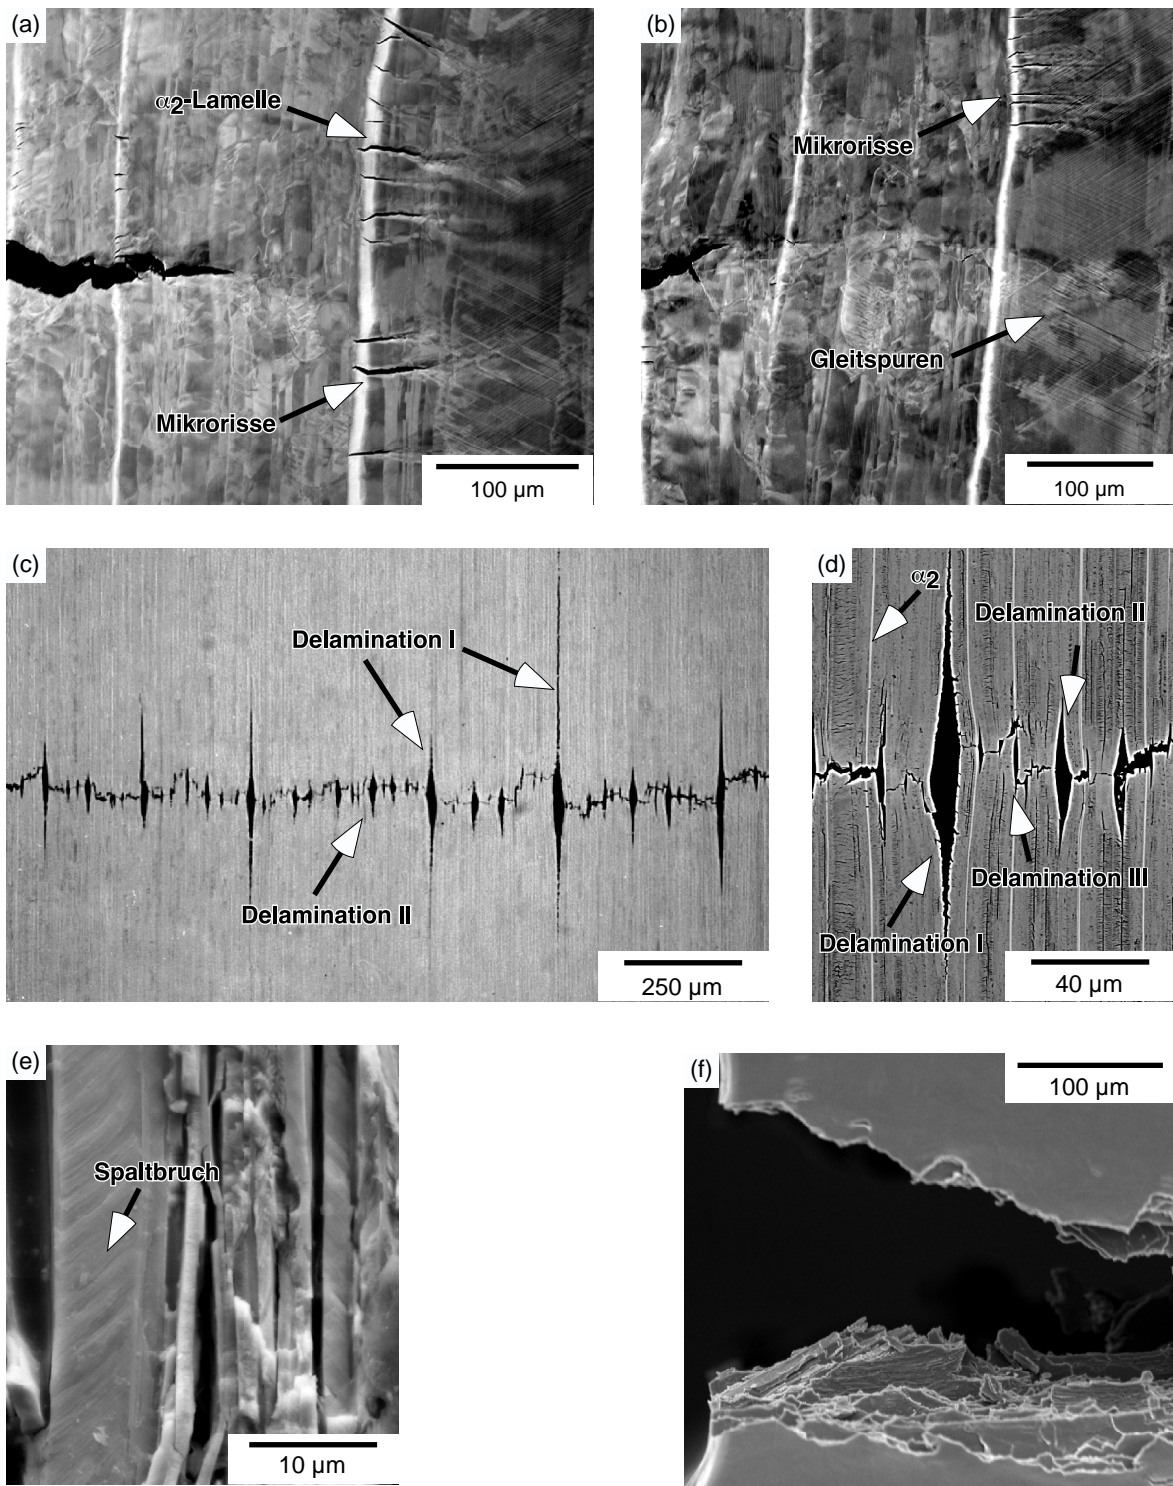 (a)
α2-Lamelle
Mikrorisse
100 µm
(b)
Mikrorisse
Gleitspuren
100 µm
(c)
Delamination I
Delamination II
250 µm
(d)
α2
Delamination II
Delamination III
Delamination I
40 µm
(e)
Spaltbruch
10 µm
(f)
100 µm